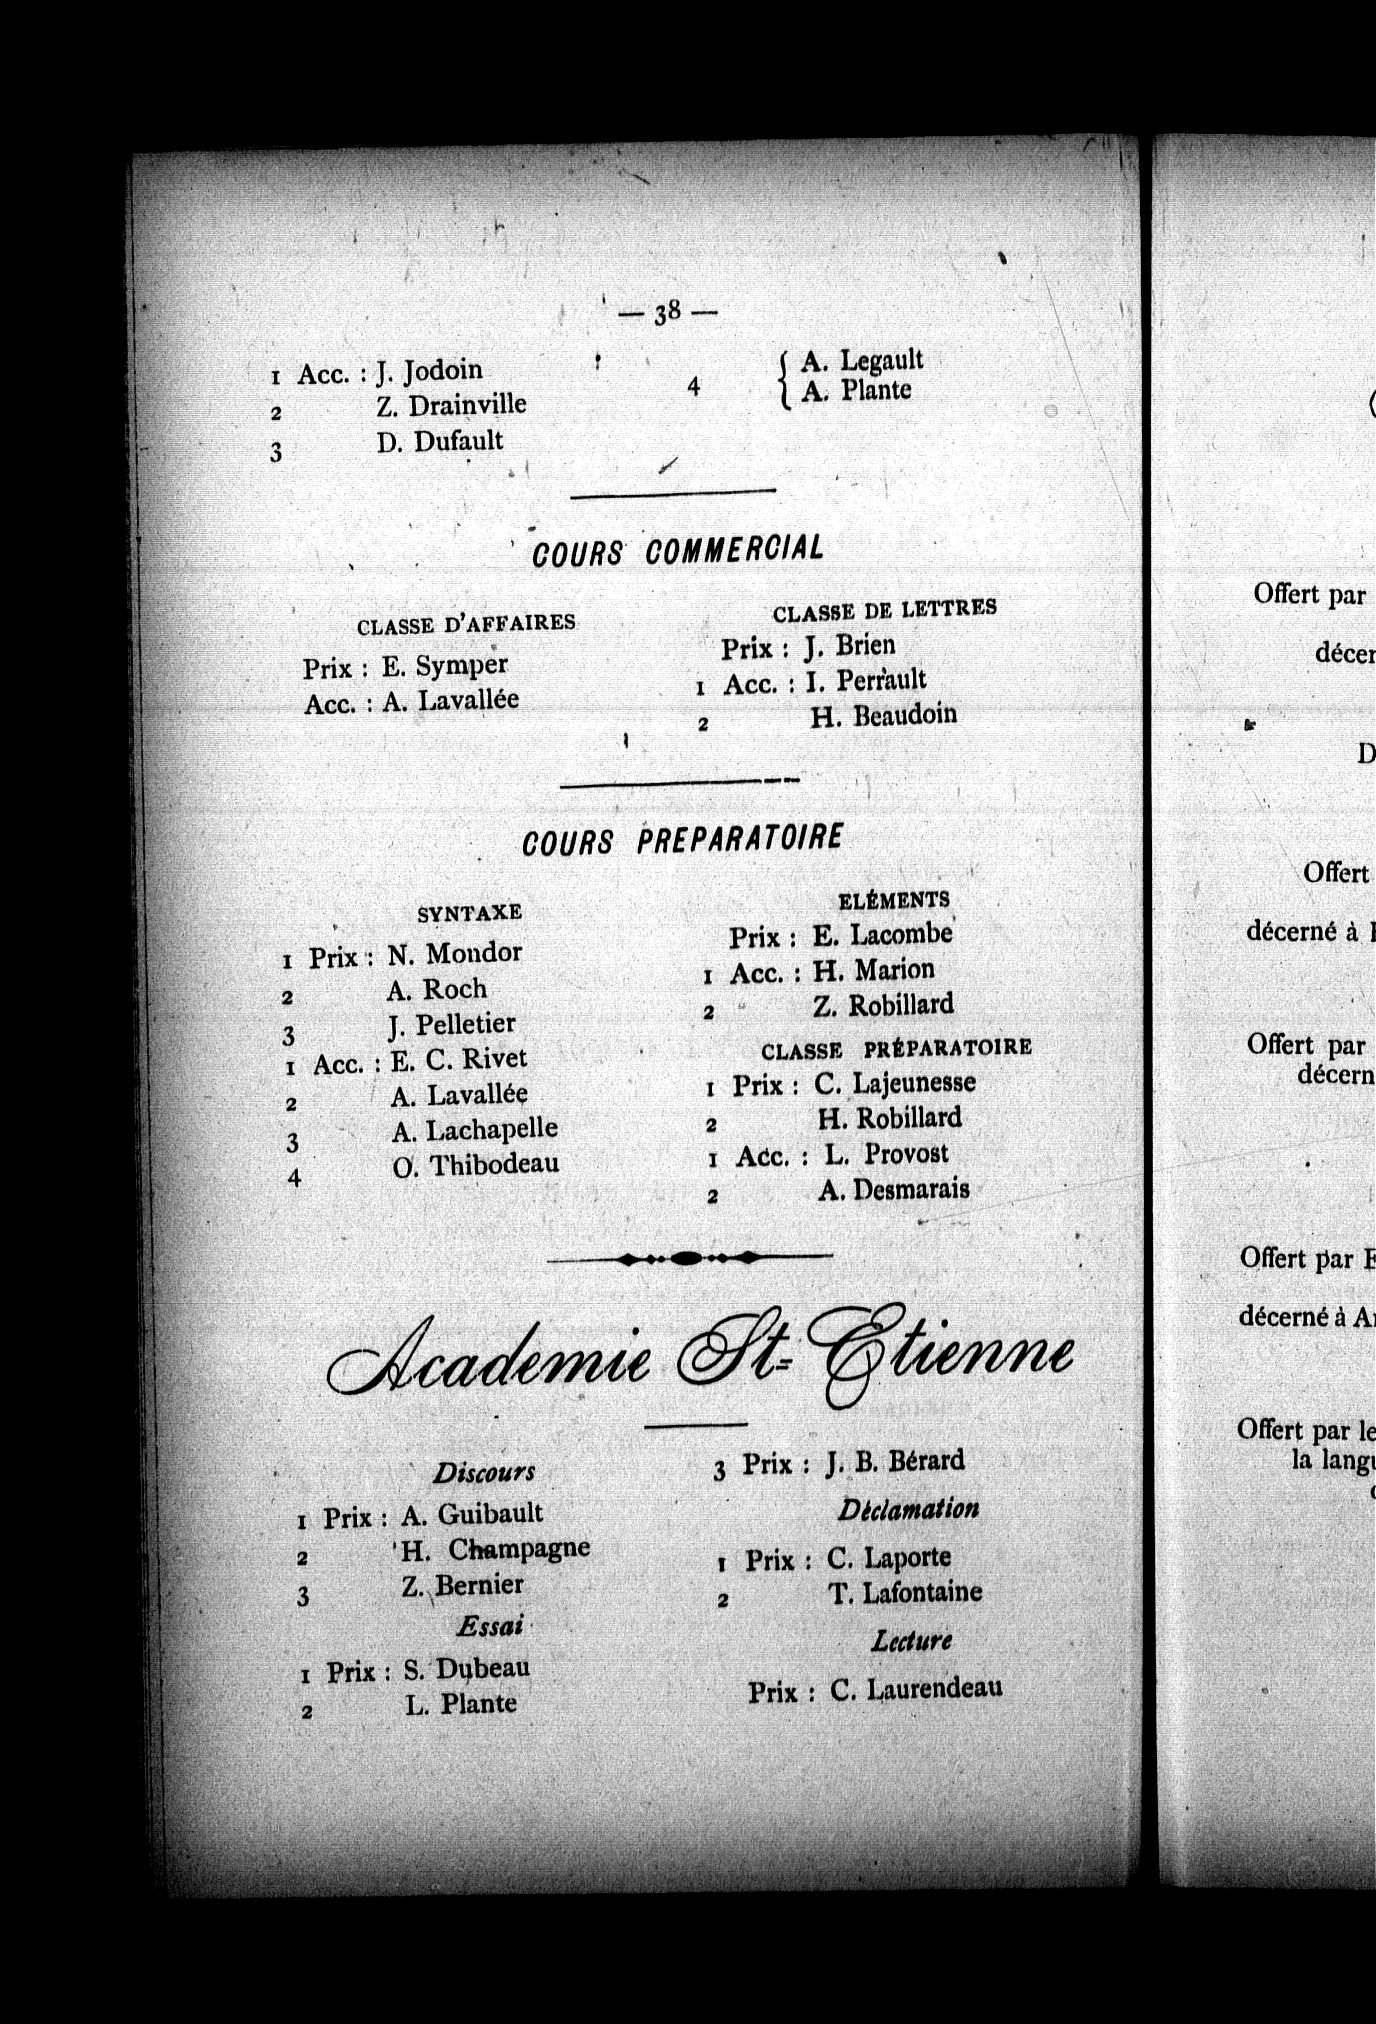 — 38 —
1 Acc. : J. Jodoin
2 Z. Drainville
3 D. Dufault
4 { A. Legault
A. Plante
COURS COMMERCIAL
CLASSE D'AFFAIRES
Prix : E. Symper
Acc. : A. Lavallée
CLASSE DE LETTRES
Prix : J. Brien
1 Acc. : I. Perrault
2 H. Beaudoin
COURS PREPARATOIRE
SYNTAXE
1 Prix : N. Mondor
2 A. Roch
3 J. Pelletier
1 Acc. : E. C. Rivet
2 A. Lavallée
3 A. Lachapelle
4 O. Thibodeau
ELÉMENTS
Prix : E. Lacombe
1 Acc. : H. Marion
2 Z. Robillard
CLASSE PRÉPARATOIRE
1 Prix : C. Lajeunesse
2 H. Robillard
1 Acc. : L. Provost
2 A. Desmarais
Academie St-Etienne
Discours
1 Prix : A. Guibault
2 H. Champagne
3 Z. Bernier
Essai
1 Prix : S. Dubeau
2 L. Plante
3 Prix : J. B. Bérard
Déclamation
1 Prix : C. Laporte
2 T. Lafontaine
Lecture
Prix : C. Laurendeau
Offert par
Offert
décerné à
Offert par
Offert par
décerné à
Offert par
la